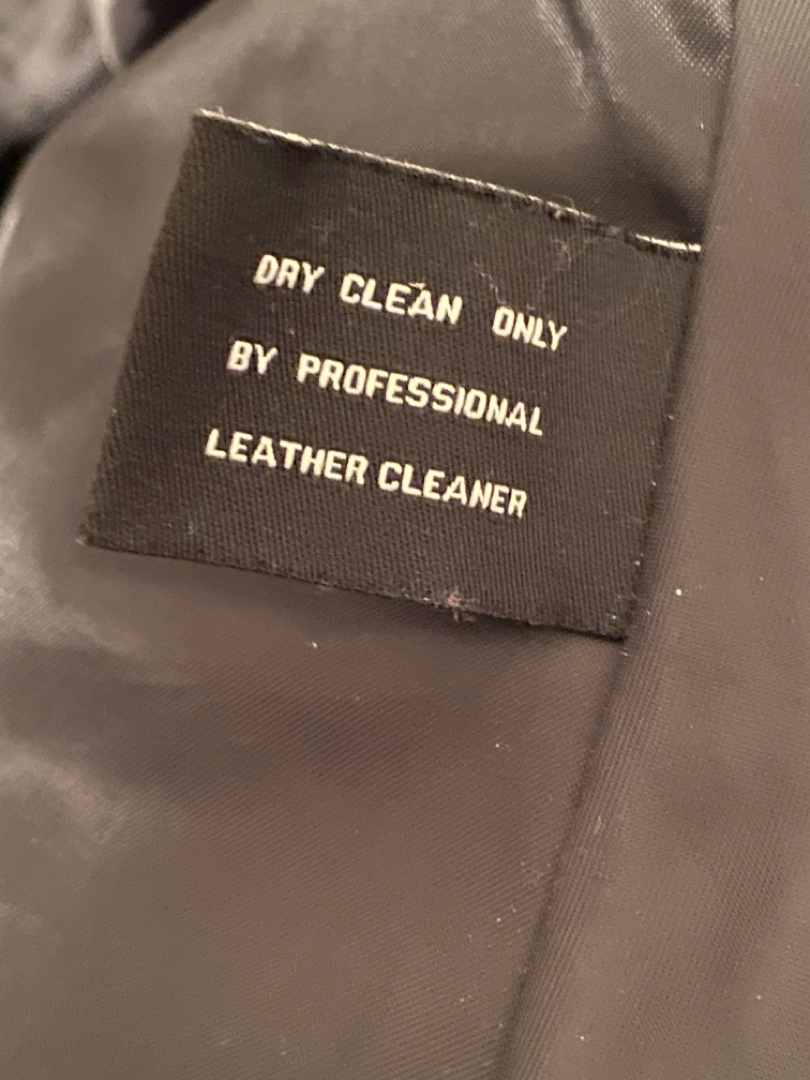 DRY CLEAN ONLY
BY PROFESSIONAL
LEATHER CLEANER